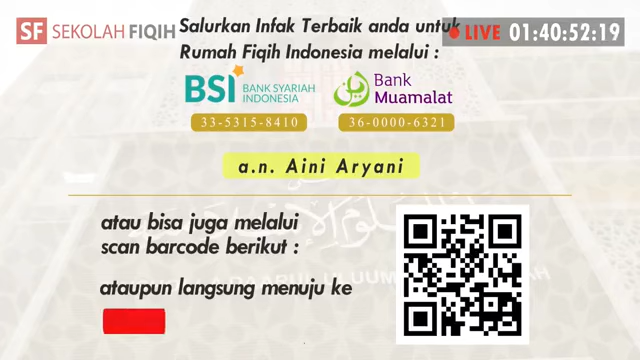 SF SEKOLAH FIQIH
LIVE 01:40:52:19
Salurkan Infak Terbaik anda untuk
Rumah Fiqih Indonesia melalui :
BSI BANK SYARIAH
INDONESIA
Bank
Muamalat
33-5315-8410
36-0000-6321
a.n. Aini Aryani
atau bisa juga melalui
scan barcode berikut :
ataupun langsung menuju ke